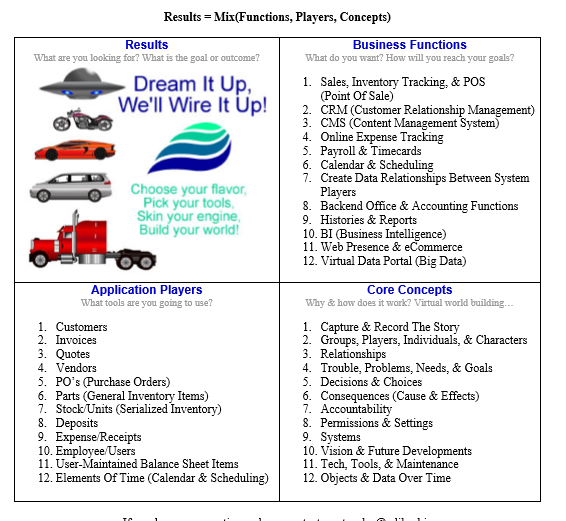 Results = Mix(Functions, Players, Concepts)
Results
What are you looking for? What is the goal or outcome?
Dream It Up,
We'll Wire It Up!
Choose your flavor,
Pick your tools,
Skin your engine,
Build your world!
Business Functions
What do you want? How will you reach your goals?
1. Sales, Inventory Tracking, & POS
(Point Of Sale)
2. CRM (Customer Relationship Management)
3. CMS (Content Management System)
4. Online Expense Tracking
5. Payroll & Timecards
6. Calendar & Scheduling
7. Create Data Relationships Between System
Players
8. Backend Office & Accounting Functions
9. Histories & Reports
10. BI (Business Intelligence)
11. Web Presence & eCommerce
12. Virtual Data Portal (Big Data)
Application Players
What tools are you going to use?
1. Customers
2. Invoices
3. Quotes
4. Vendors
5. PO's (Purchase Orders)
6. Parts (General Inventory Items)
7. Stock/Units (Serialized Inventory)
8. Deposits
9. Expense/Receipts
10. Employee/Users
11. User-Maintained Balance Sheet Items
12. Elements Of Time (Calendar & Scheduling)
Core Concepts
Why & how does it work? Virtual world building…
1. Capture & Record The Story
2. Groups, Players, Individuals, & Characters
3. Relationships
4. Trouble, Problems, Needs, & Goals
5. Decisions & Choices
6. Consequences (Cause & Effects)
7. Accountability
8. Permissions & Settings
9. Systems
10. Vision & Future Developments
11. Tech, Tools, & Maintenance
12. Objects & Data Over Time